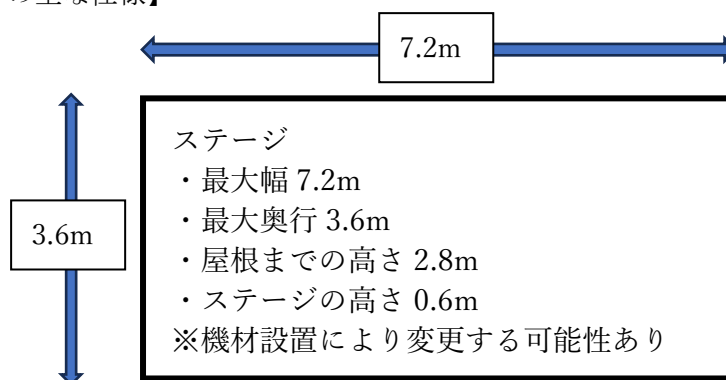 の主な仕様】
7.2m
ステージ
・最大幅 7.2m
・最大奥行 3.6m
3.6m
・屋根までの高さ 2.8m
・ステージの高さ 0.6m
※機材設置により変更する可能性あり